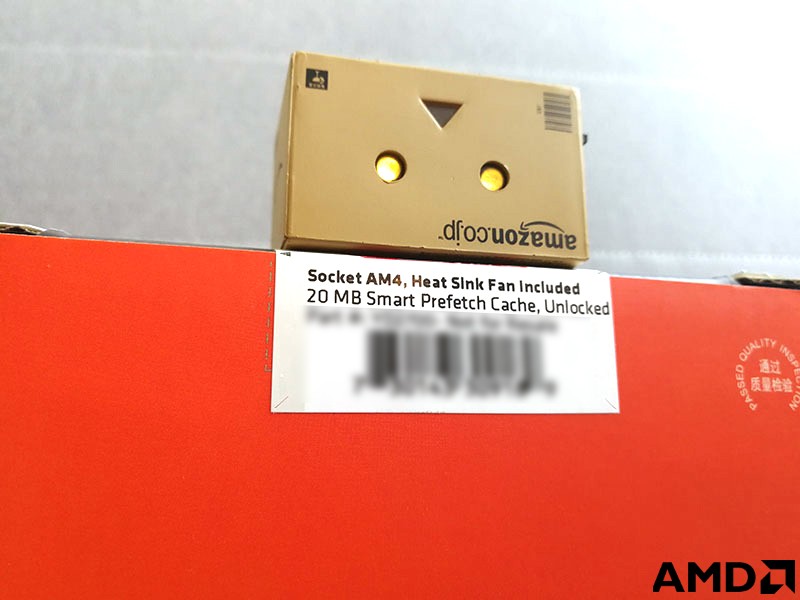 amazon.co.jp
Socket AM4, Heat Sink Fan Included
20 MB Smart Prefetch Cache, Unlocked
PASSED QUALITY INSPECTION
通过
质量检验
AMD